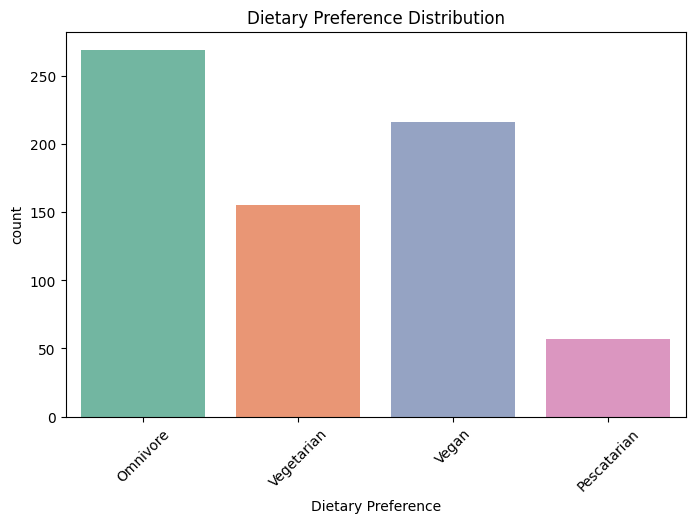 Dietary Preference Distribution
count
250
200
150
100
50
0
Omnivore
Vegetarian
Vegan
Pescatarian
Dietary Preference